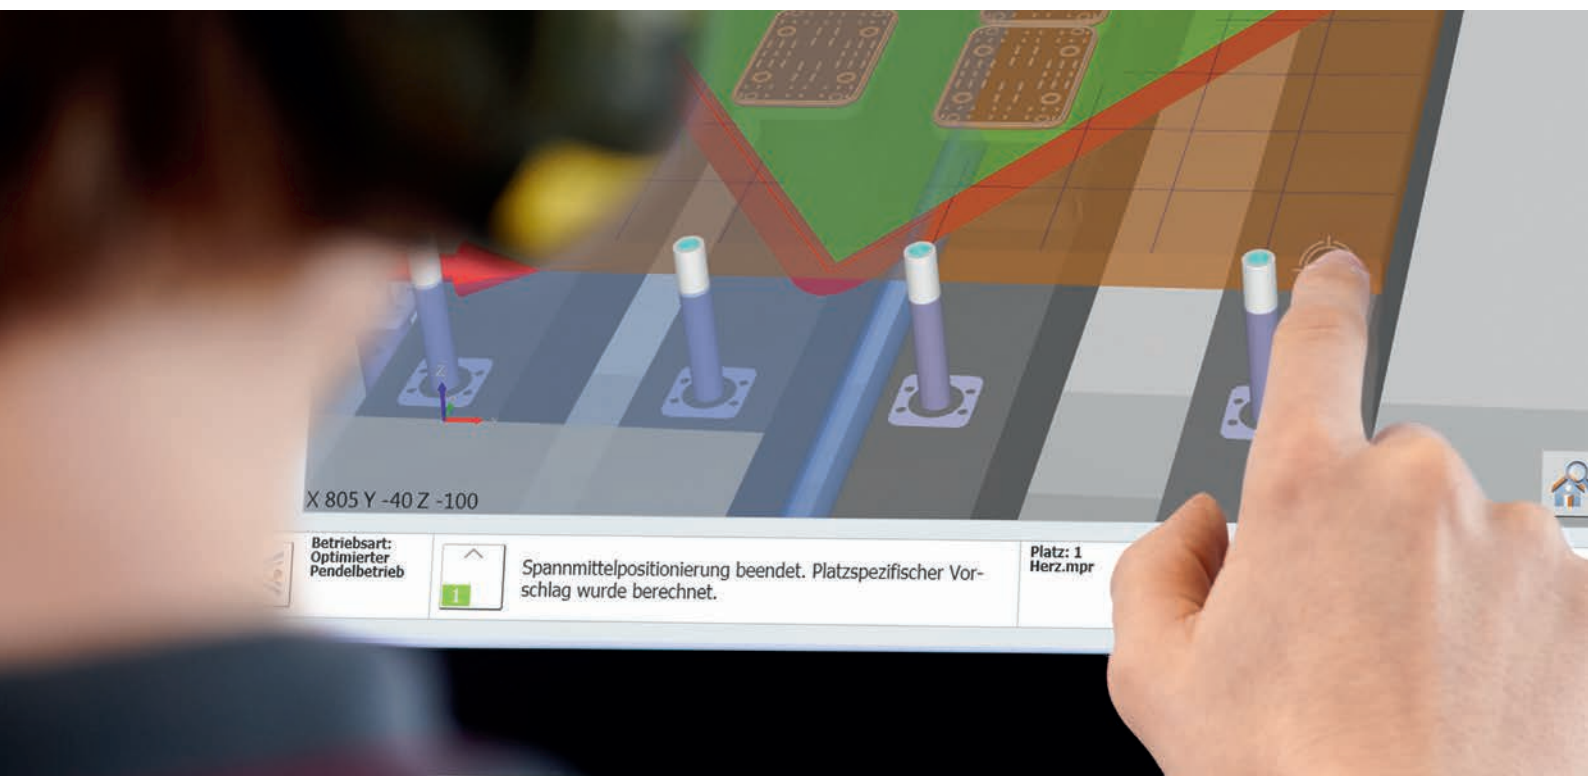 Z
X 805 Y -40 Z -100
Betriebsart:
Optimierter
Pendelbetrieb
1
Spannmittelpositionierung beendet. Platzspezifischer Vor-
schlag wurde berechnet.
Platz: 1
Herz.mpr